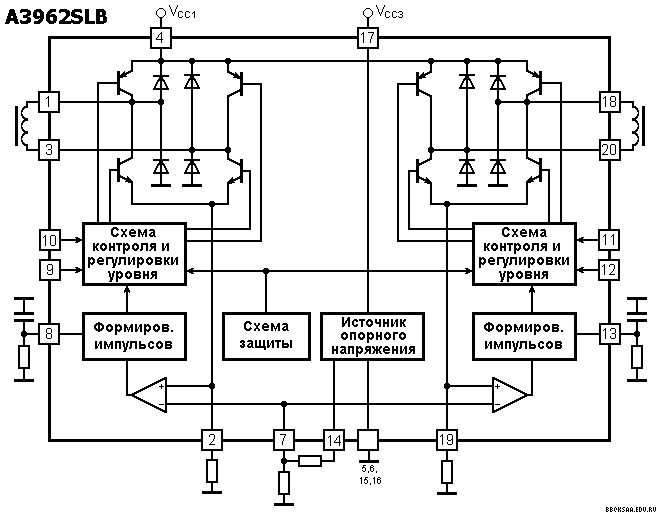 A3962SLB
VCC1
VCC3
4
17
1
18
3
20
10
Схема
контроля и
регулировки
уровня
Схема
контроля и
регулировки
уровня
11
9
12
8
Формиров.
импульсов
Схема
защиты
Источник
опорного
напряжения
Формиров.
импульсов
13
+
−
+
−
2
7
14
19
5,6,
15,16
BBOKSAA.EDU.RU